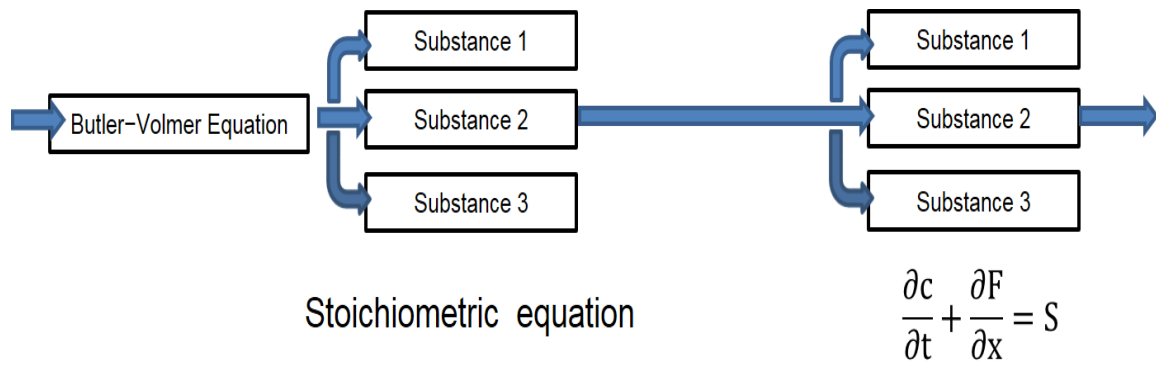 Butler−Volmer Equation
Substance 1
Substance 2
Substance 3
Substance 1
Substance 2
Substance 3
Stoichiometric equation
∂c/∂t + ∂F/∂x = S